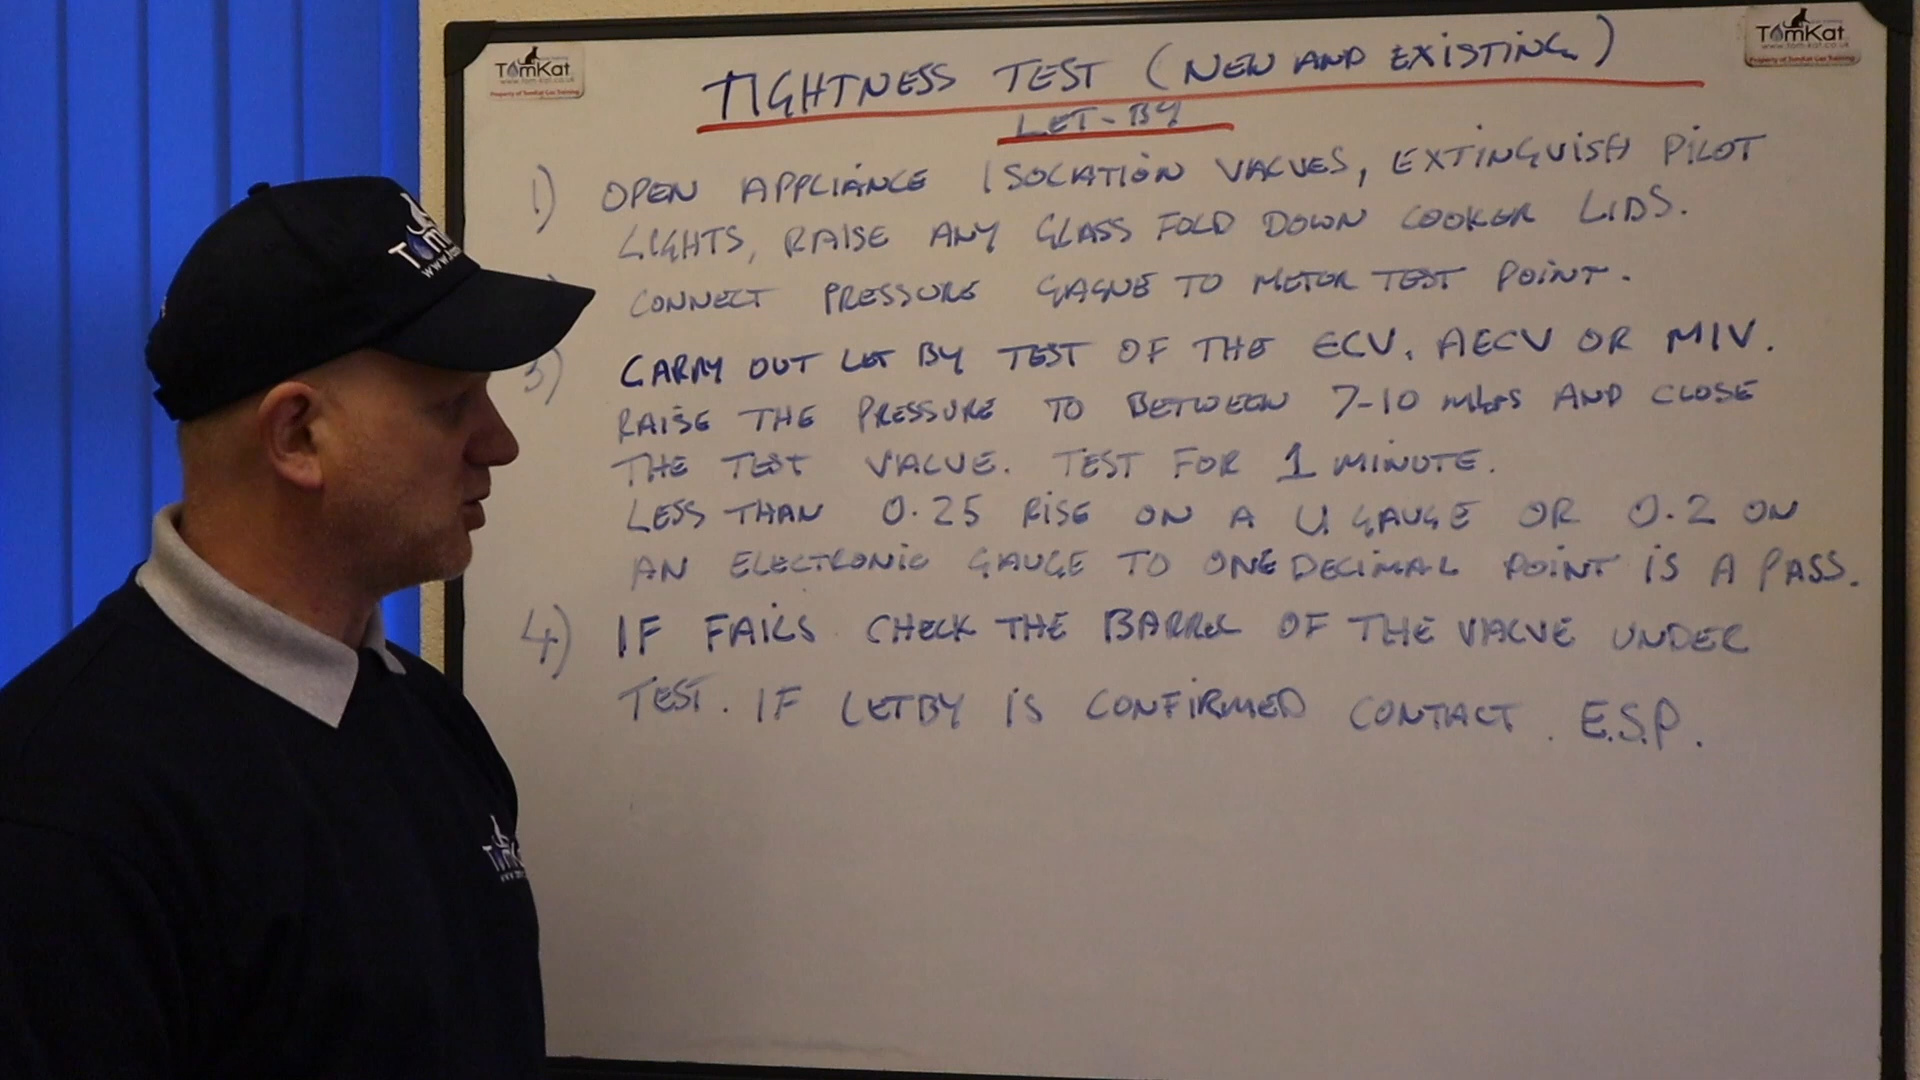 TomKat
www.tom-kat.co.uk
Property of TomKat Gas Training
TomKat
www.tom-kat.co.uk
Property of TomKat Gas Training
TIGHTNESS TEST (NEW AND EXISTING)
LET-BY
1) OPEN APPLIANCE ISOLATION VALVES, EXTINGUISH PILOT
LIGHTS, RAISE ANY GLASS FOLD DOWN COOKER LIDS.
CONNECT PRESSURE GAGUE TO METOR TEST POINT.
3) CARRY OUT LET BY TEST OF THE ECV, AECV OR MIV.
RAISE THE PRESSURE TO BETWEEN 7-10 mbrs AND CLOSE
THE TEST VALVE. TEST FOR 1 MINUTE.
LESS THAN 0.25 RISE ON A U GAUGE OR 0.2 ON
AN ELECTRONIC GAUGE TO ONE DECIMAL POINT IS A PASS.
4) IF FAILS CHECK THE BARREL OF THE VALVE UNDER
TEST. IF LETBY IS CONFIRMED CONTACT. E.S.P.